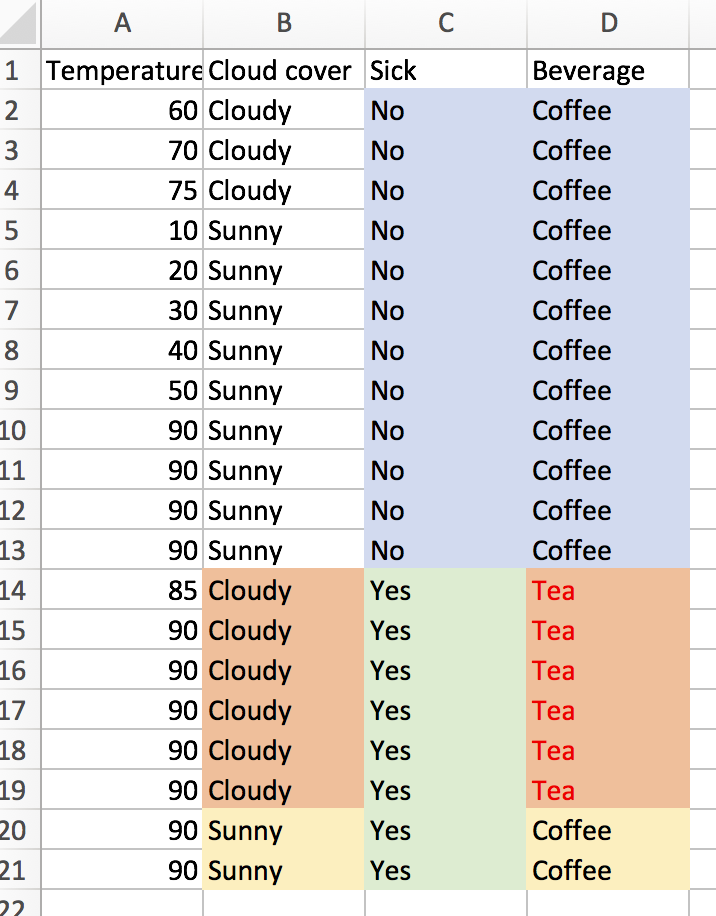 A B C D
1 Temperature Cloud cover Sick Beverage
2 60 Cloudy No Coffee
3 70 Cloudy No Coffee
4 75 Cloudy No Coffee
5 10 Sunny No Coffee
6 20 Sunny No Coffee
7 30 Sunny No Coffee
8 40 Sunny No Coffee
9 50 Sunny No Coffee
10 90 Sunny No Coffee
11 90 Sunny No Coffee
12 90 Sunny No Coffee
13 90 Sunny No Coffee
14 85 Cloudy Yes Tea
15 90 Cloudy Yes Tea
16 90 Cloudy Yes Tea
17 90 Cloudy Yes Tea
18 90 Cloudy Yes Tea
19 90 Cloudy Yes Tea
20 90 Sunny Yes Coffee
21 90 Sunny Yes Coffee
22